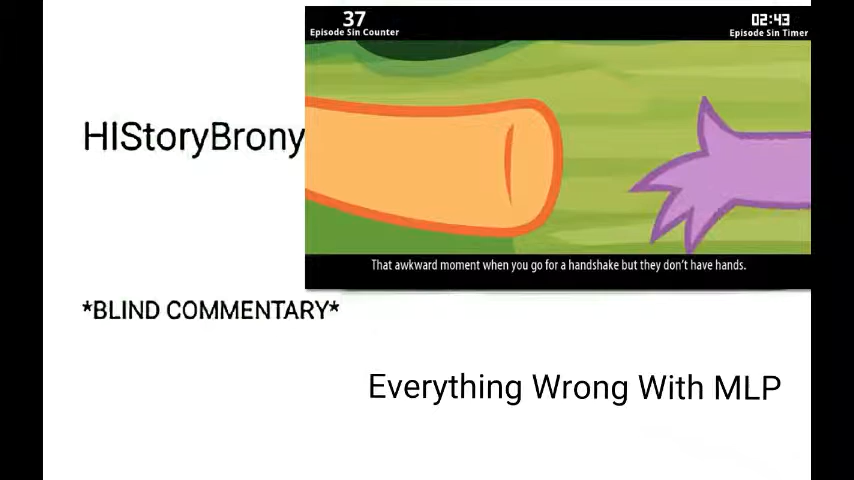 37
Episode Sin Counter
02:43
Episode Sin Timer
HIStoryBrony
That awkward moment when you go for a handshake but they don't have hands.
*BLIND COMMENTARY*
Everything Wrong With MLP